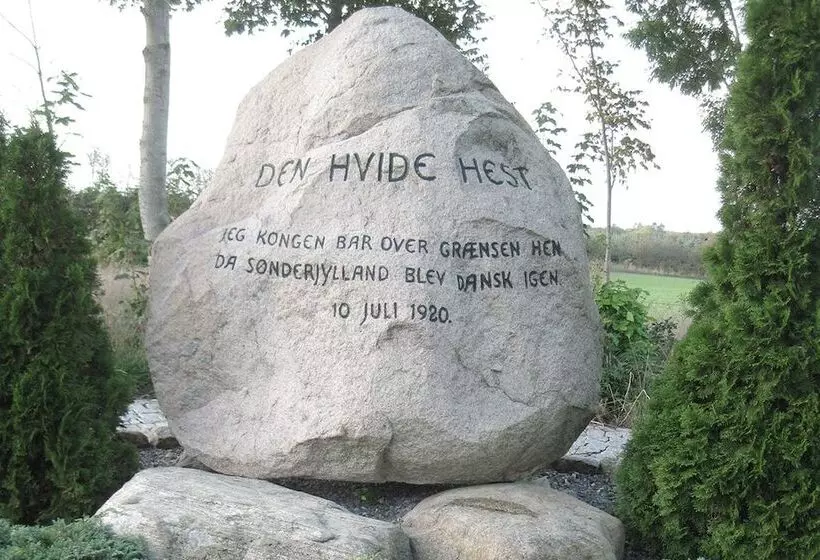 DEN HVIDE HEST
JEG KONGEN BAR OVER GRÆNSEN HEN
DA SØNDERJYLLAND BLEV DANSK IGEN.
10 JULI 1920.